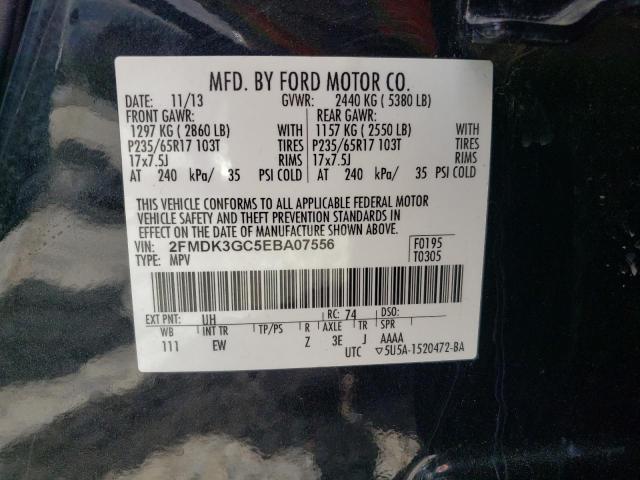 MFD. BY FORD MOTOR CO.
DATE: 11/13 GVWR: 2440 KG ( 5380 LB)
FRONT GAWR: REAR GAWR:
1297 KG ( 2860 LB) WITH 1157 KG ( 2550 LB) WITH
P235/65R17 103T TIRES P235/65R17 103T TIRES
17x7.5J RIMS 17x7.5J RIMS
AT 240 kPa/ 35 PSI COLD AT 240 kPa/ 35 PSI COLD
THIS VEHICLE CONFORMS TO ALL APPLICABLE FEDERAL MOTOR
VEHICLE SAFETY AND THEFT PREVENTION STANDARDS IN EFFECT
ON THE DATE OF MANUFACTURE SHOWN ABOVE.
VIN: 2FMDK3GC5EBA07556 F0195
TYPE: MPV T0305
EXT PNT: UH RC: 74 DSO:
WB INT TR TP/PS R AXLE TR SPR
111 EW Z 3E J AAAA
UTC ▽5U5A-1520472-BA